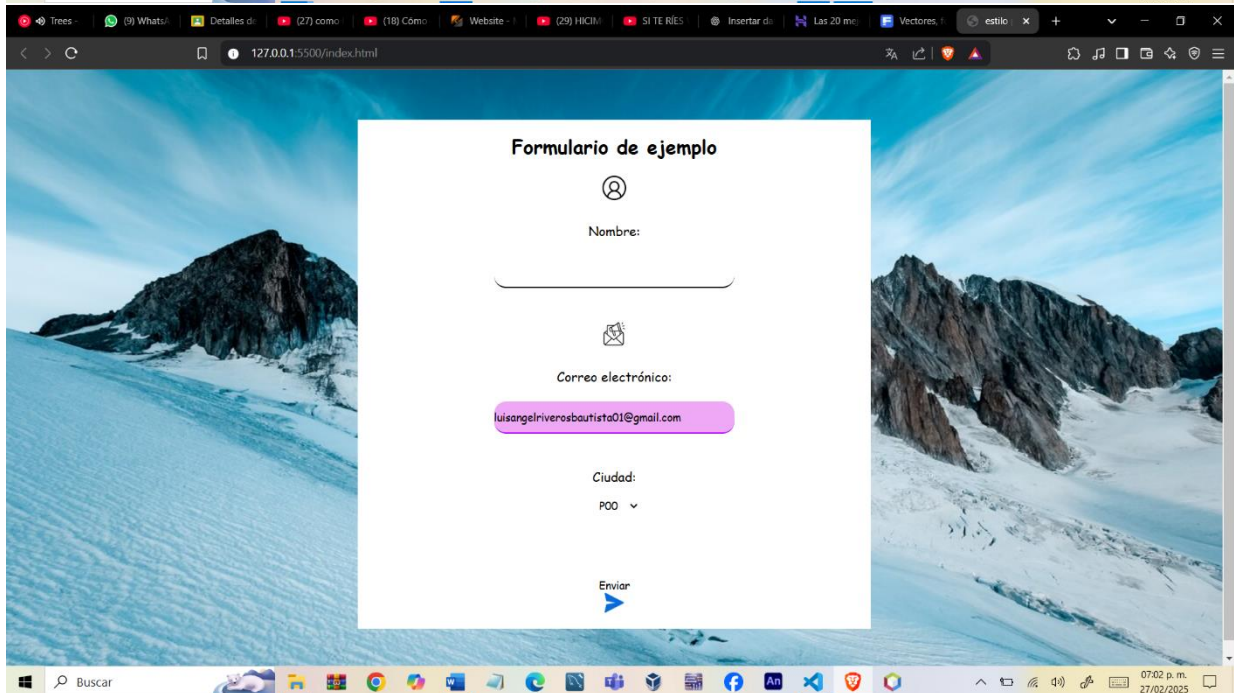 Trees -
(9) WhatsA
Detalles de
(27) como
(18) Cómo
Website -
(29) HICIM
SI TE RÍES
Insertar da
Las 20 mej
Vectores, f
estilo
127.0.0.1:5500/index.html
Formulario de ejemplo
Nombre:
Correo electrónico:
luisangelriverosbautista01@gmail.com
Ciudad:
POO
Enviar
Buscar
An
07:02 p. m.
27/02/2025